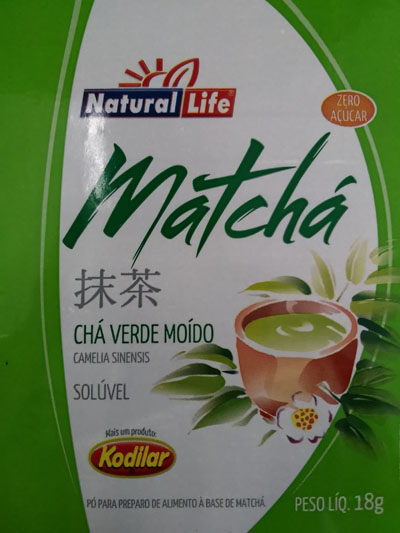 Natural Life®
ZERO
AÇUCAR
Matchá
抹茶
CHÁ VERDE MOÍDO
CAMELIA SINENSIS
SOLÚVEL
Mais um produto:
Kodilar
PÓ PARA PREPARO DE ALIMENTO À BASE DE MATCHÁ.
PESO LÍQ. 18g